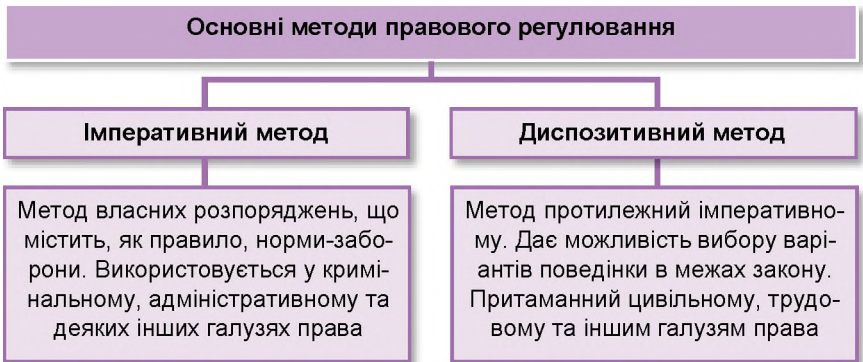 Основні методи правового регулювання
Імперативний метод
Метод власних розпоряджень, що
містить, як правило, норми-забо-
рони. Використовується у кримі-
нальному, адміністративному та
деяких інших галузях права
Диспозитивний метод
Метод протилежний імперативно-
му. Дає можливість вибору варі-
антів поведінки в межах закону.
Притаманний цивільному, трудо-
вому та іншим галузям права